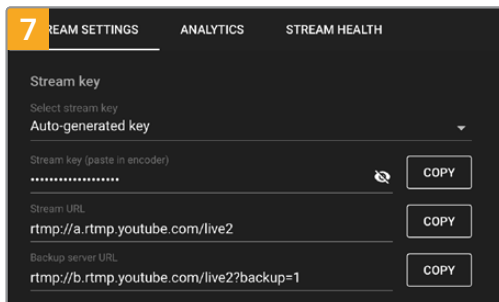 7
REAM SETTINGS ANALYTICS STREAM HEALTH
Stream key
Select stream key
Auto-generated key
Stream key (paste in encoder)
•••••••••••••••••••
COPY
Stream URL
rtmp://a.rtmp.youtube.com/live2
COPY
Backup server URL
rtmp://b.rtmp.youtube.com/live2?backup=1
COPY